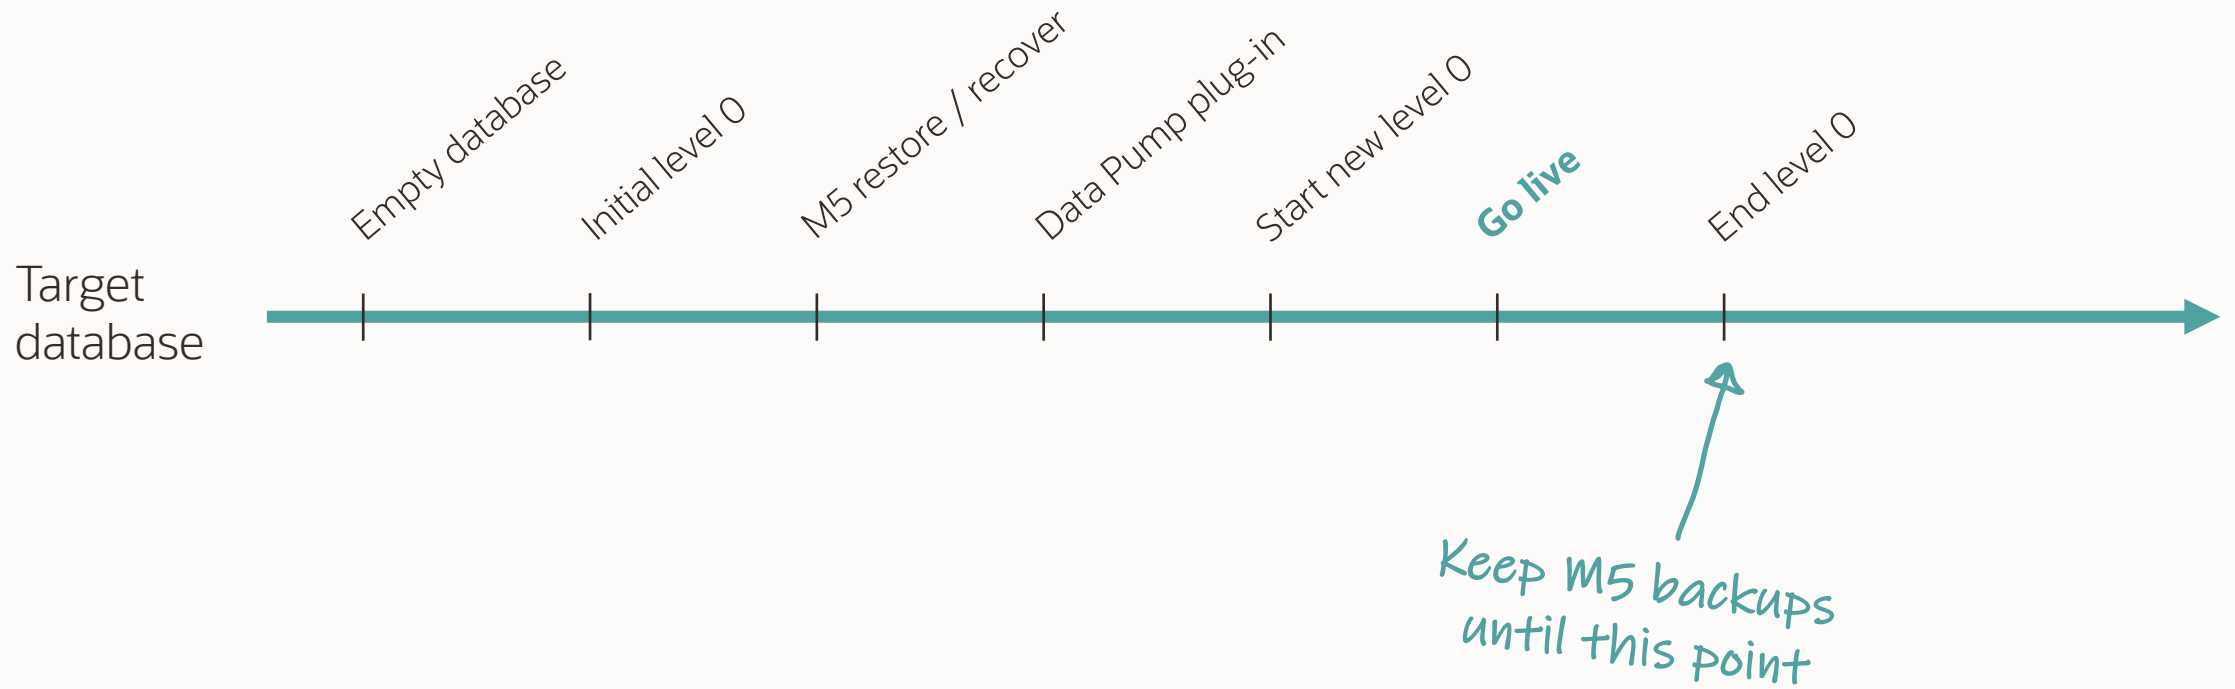 Empty database
Initial level 0
M5 restore / recover
Data Pump plug-in
Start new level 0
Go live
End level 0
Target
database
Keep M5 backups
until this point